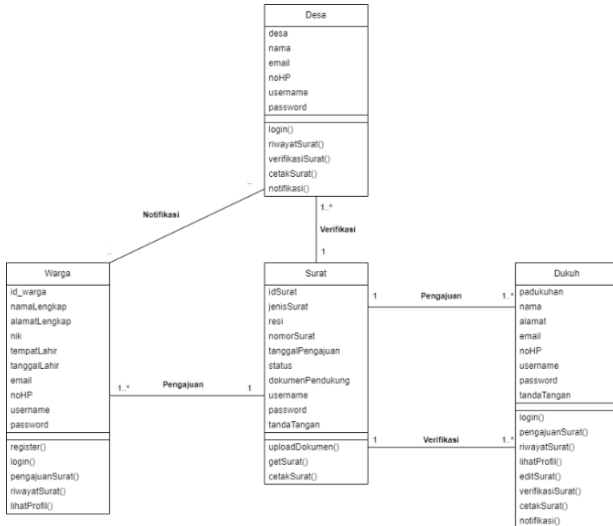 Desa
desa
nama
email
noHP
username
password
login()
riwayatSurat()
verifikasiSurat()
cetakSurat()
notifikasi()
Notifikasi
1..*
Verifikasi
1
Warga
id_warga
namaLengkap
alamatLengkap
nik
tempatLahir
tanggalLahir
email
noHP
username
password
register()
login()
pengajuanSurat()
riwayatSurat()
lihatProfil()
1..*
Pengajuan
1
Surat
idSurat
jenisSurat
resi
nomorSurat
tanggalPengajuan
status
dokumenPendukung
username
password
tandaTangan
uploadDokumen()
getSurat()
cetakSurat()
1
Pengajuan
1..*
1
Verifikasi
1..*
Dukuh
padukuhan
nama
alamat
email
noHP
username
password
tandaTangan
login()
pengajuanSurat()
riwayatSurat()
lihatProfil()
editSurat()
verifikasiSurat()
cetakSurat()
notifikasi()